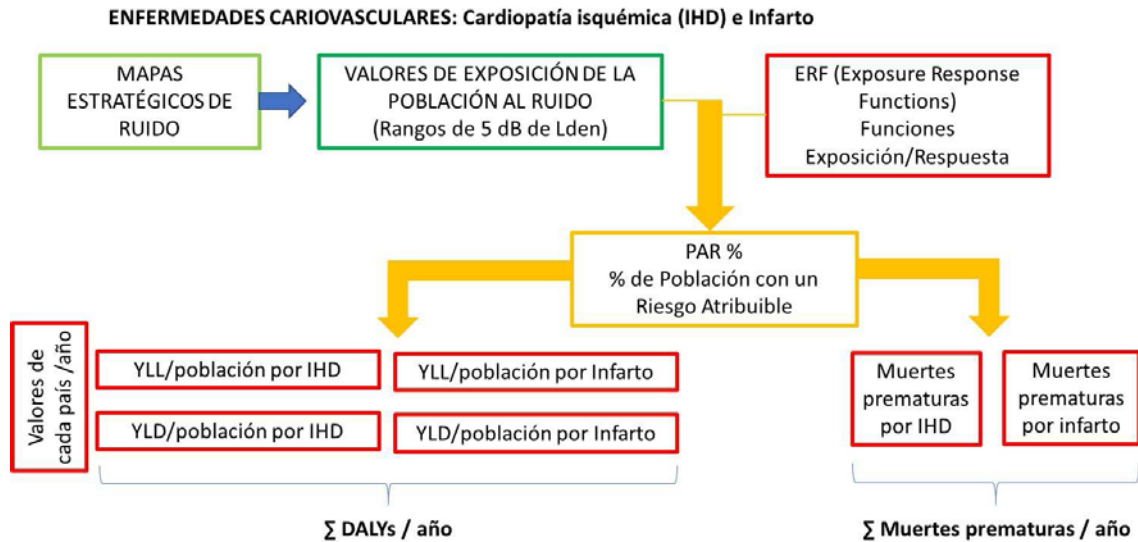 ENFERMEDADES CARIOVASCULARES: Cardiopatía isquémica (IHD) e Infarto
MAPAS
ESTRATÉGICOS DE
RUIDO
VALORES DE EXPOSICIÓN DE LA
POBLACIÓN AL RUIDO
(Rangos de 5 dB de Lden)
ERF (Exposure Response
Functions)
Funciones
Exposición/Respuesta
PAR %
% de Población con un
Riesgo Atribuible
Valores de
cada país /año
YLL/población por IHD
YLL/población por Infarto
YLD/población por IHD
YLD/población por Infarto
Muertes
prematuras
por IHD
Muertes
prematuras
por infarto
∑ DALYs / año
∑ Muertes prematuras / año